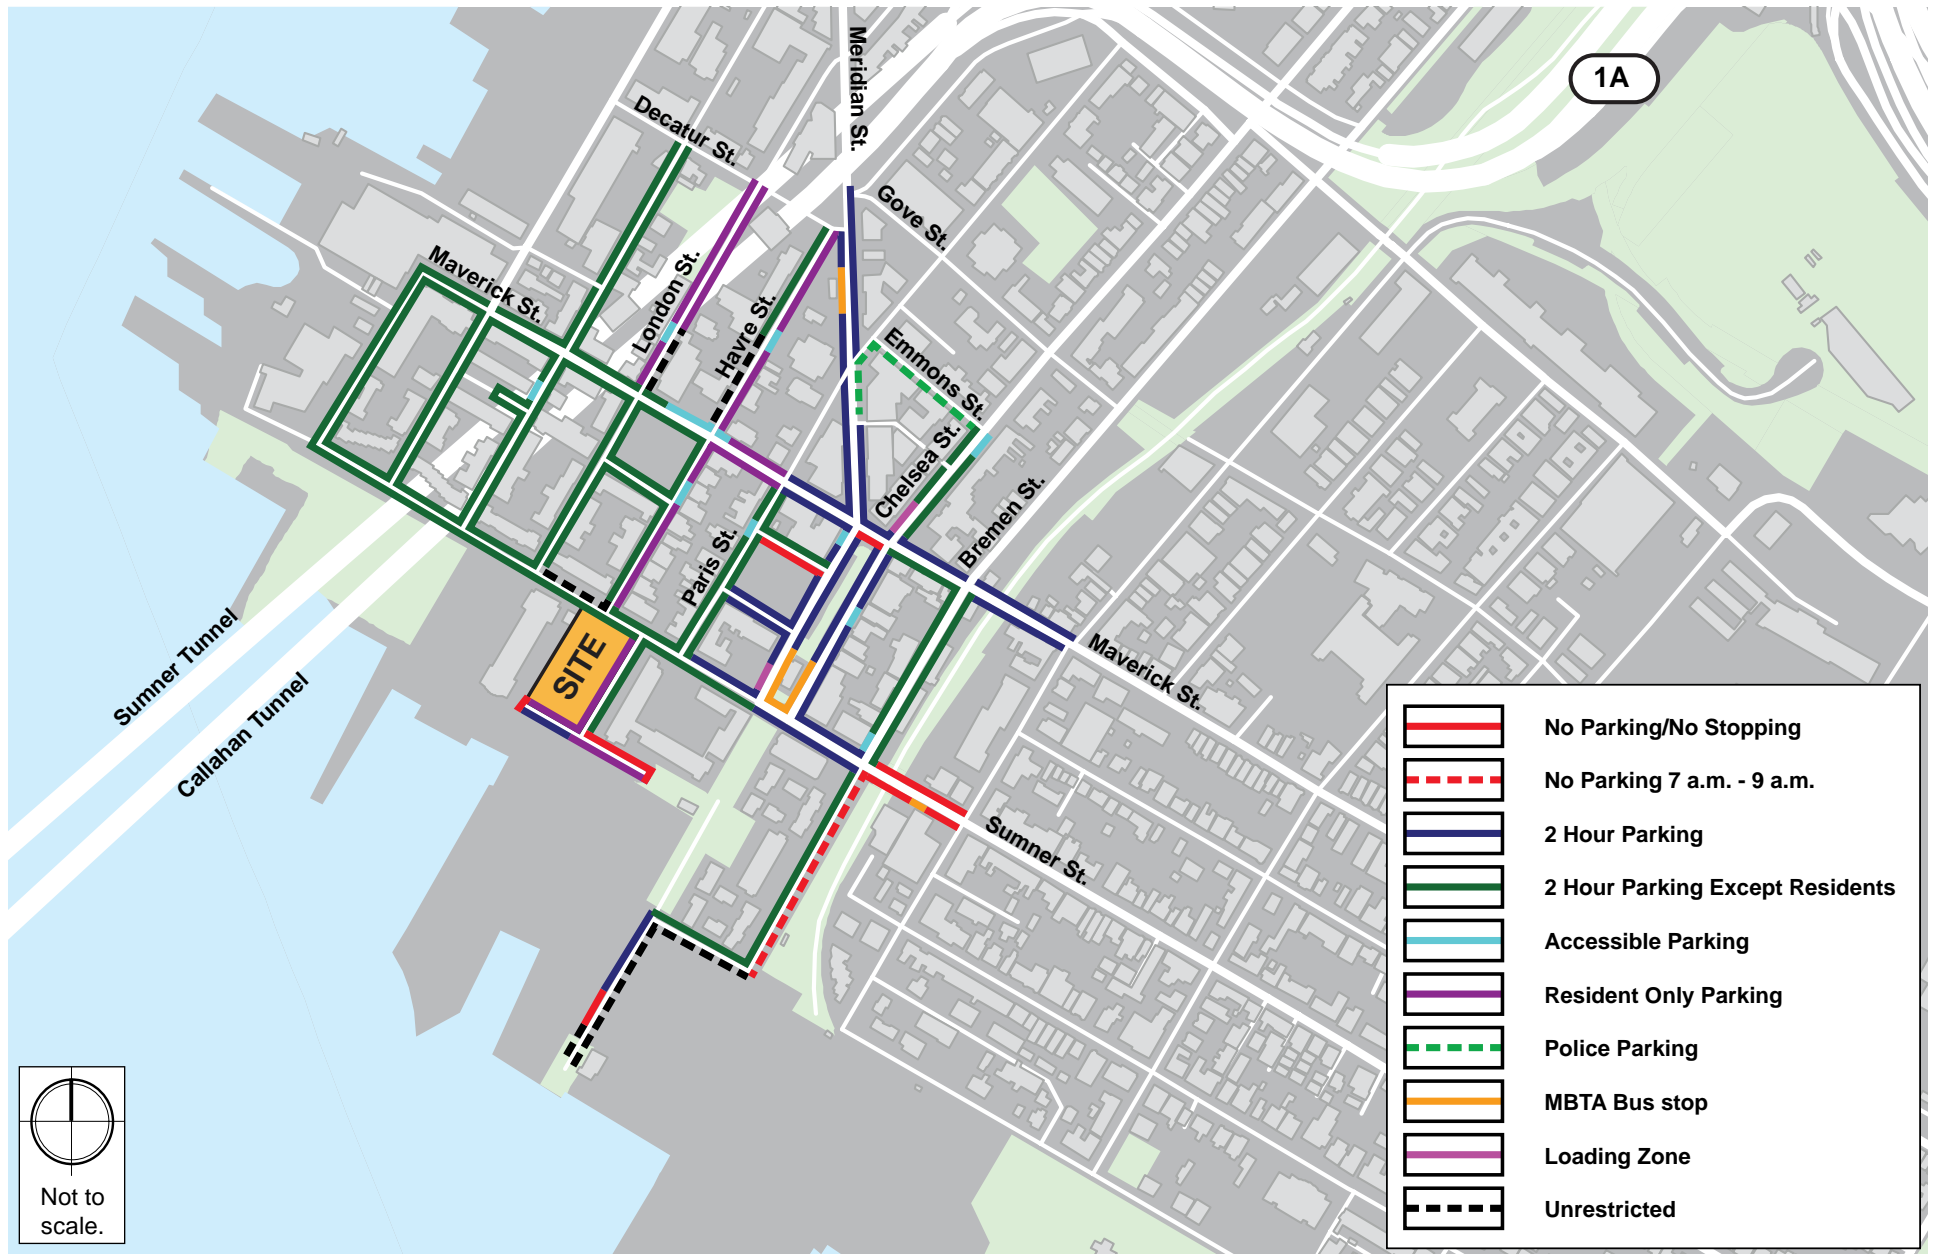 Meridian St.
1A
Decatur St.
Gove St.
Maverick St.
London St.
Havre St.
Emmons St.
Chelsea St.
Bremen St.
Paris St.
Sumner Tunnel
SITE
Maverick St.
Callahan Tunnel
Sumner St.
No Parking/No Stopping
No Parking 7 a.m. - 9 a.m.
2 Hour Parking
2 Hour Parking Except Residents
Accessible Parking
Resident Only Parking
Police Parking
MBTA Bus stop
Loading Zone
Unrestricted
Not to
scale.